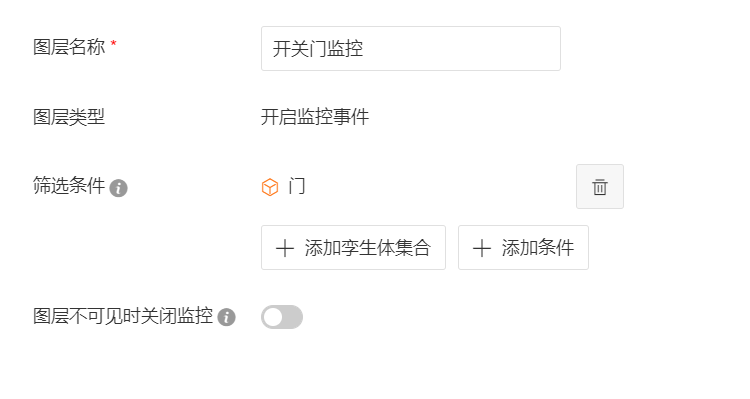 图层名称 * 开关门监控
图层类型 开启监控事件
筛选条件 门
添加孪生体集合 添加条件
图层不可见时关闭监控